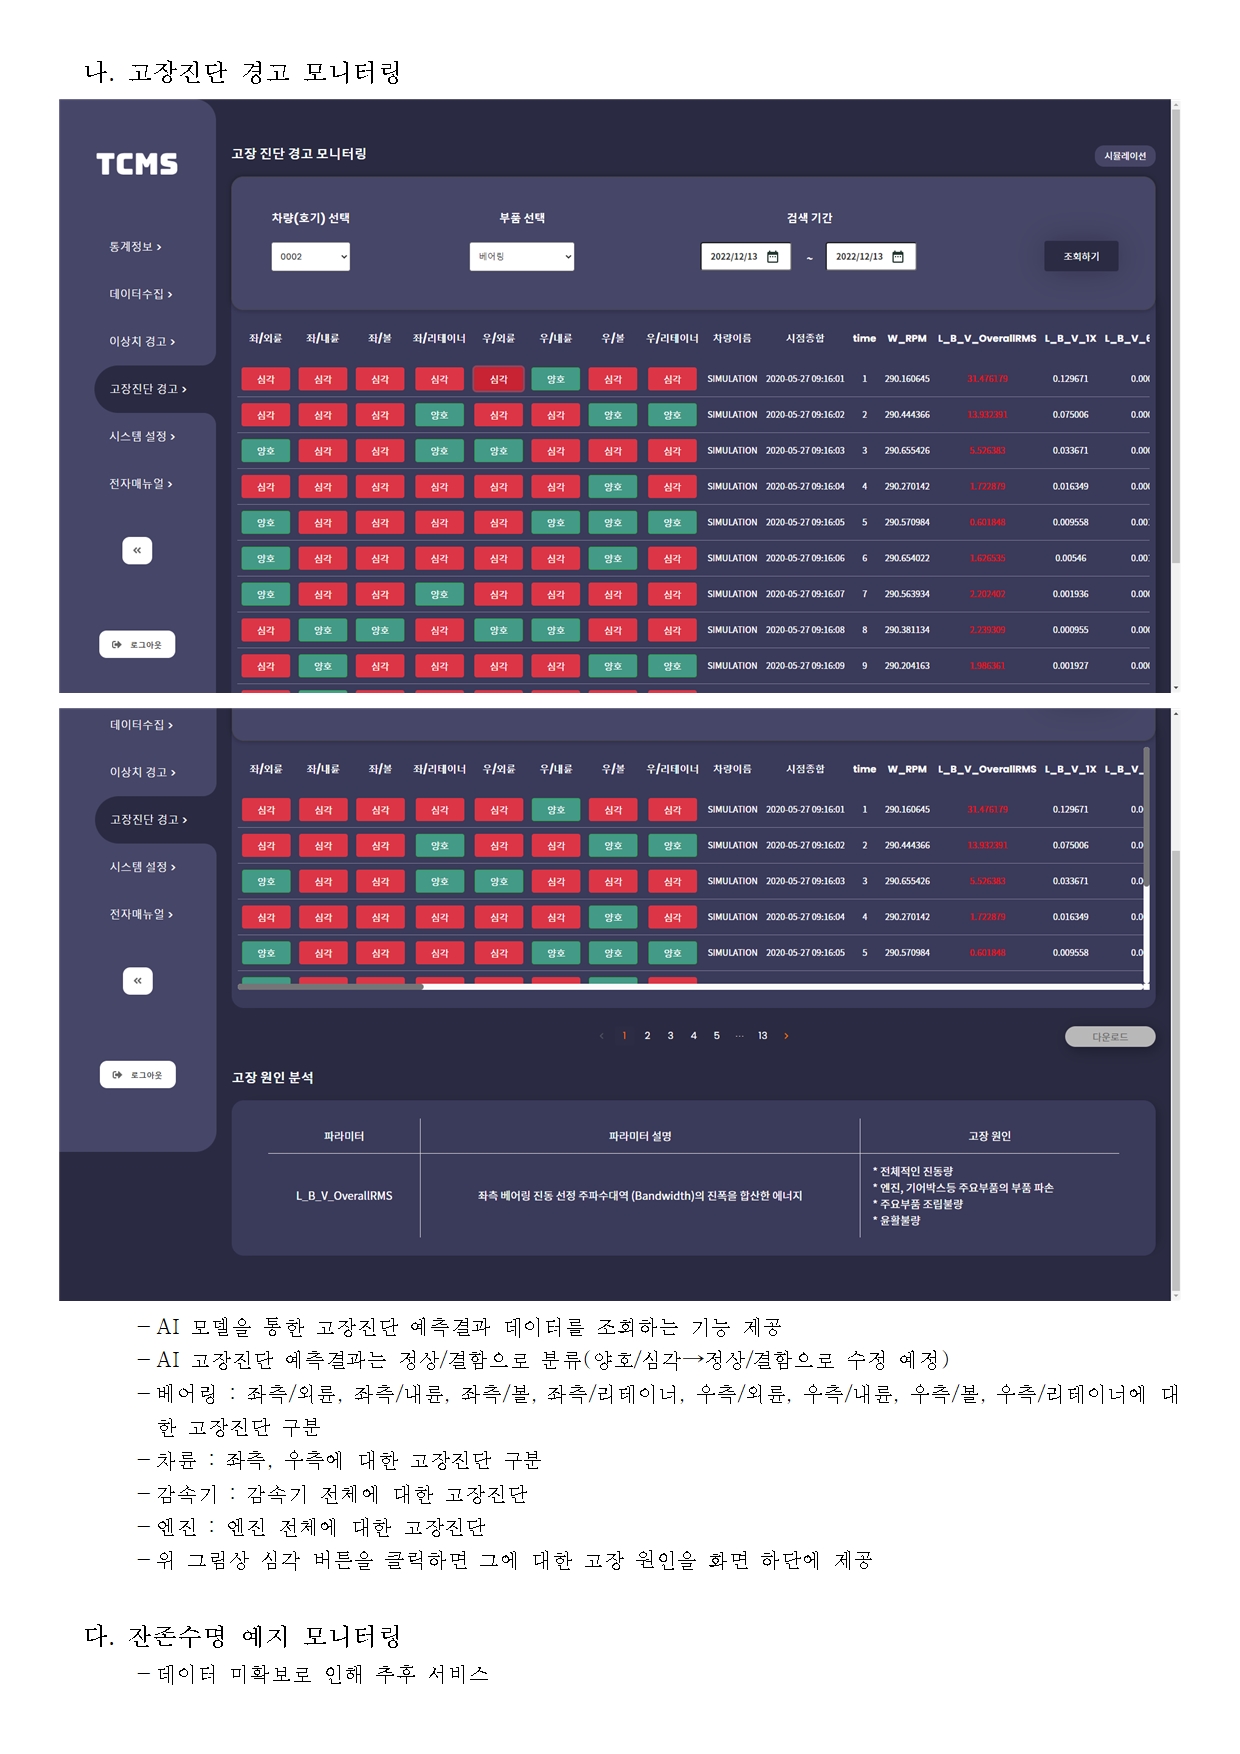 나. 고장진단 경고 모니터링
TCMS
통계정보 >
데이터수집 >
이상치 경고 >
고장진단 경고 >
시스템 설정 >
전자매뉴얼 >
«
로그아웃
고장 진단 경고 모니터링
시뮬레이션
차량(호기) 선택 부품 선택 검색 기간
0002 베어링 2022/12/13 ~ 2022/12/13 조회하기
좌/외륜 좌/내륜 좌/볼 좌/리테이너 우/외륜 우/내륜 우/볼 우/리테이너 차량이름 시점종합 time W_RPM L_B_V_OverallRMS L_B_V_1X L_B_V_6
심각 심각 심각 심각 심각 양호 심각 심각 SIMULATION 2020-05-27 09:16:01 1 290.160645 31.476179 0.129671 0.00
심각 심각 심각 양호 심각 심각 양호 양호 SIMULATION 2020-05-27 09:16:02 2 290.444366 13.932391 0.075006 0.00
양호 심각 심각 양호 양호 심각 심각 심각 SIMULATION 2020-05-27 09:16:03 3 290.655426 5.526383 0.033671 0.00
심각 심각 심각 심각 심각 심각 양호 심각 SIMULATION 2020-05-27 09:16:04 4 290.270142 1.722879 0.016349 0.00
양호 심각 심각 심각 심각 양호 양호 양호 SIMULATION 2020-05-27 09:16:05 5 290.570984 0.601848 0.009558 0.00
양호 심각 심각 심각 심각 심각 양호 심각 SIMULATION 2020-05-27 09:16:06 6 290.654022 1.626535 0.00546 0.00
양호 심각 심각 양호 심각 심각 심각 심각 SIMULATION 2020-05-27 09:16:07 7 290.563934 2.202402 0.001936 0.00
심각 양호 양호 심각 양호 양호 심각 심각 SIMULATION 2020-05-27 09:16:08 8 290.381134 2.239309 0.000955 0.00
심각 양호 심각 심각 심각 심각 양호 양호 SIMULATION 2020-05-27 09:16:09 9 290.204163 1.986361 0.001927 0.00
데이터수집 >
이상치 경고 >
고장진단 경고 >
시스템 설정 >
전자매뉴얼 >
«
로그아웃
좌/외륜 좌/내륜 좌/볼 좌/리테이너 우/외륜 우/내륜 우/볼 우/리테이너 차량이름 시점종합 time W_RPM L_B_V_OverallRMS L_B_V_1X L_B_V_
심각 심각 심각 심각 심각 양호 심각 심각 SIMULATION 2020-05-27 09:16:01 1 290.160645 31.476179 0.129671 0.0
심각 심각 심각 양호 심각 심각 양호 양호 SIMULATION 2020-05-27 09:16:02 2 290.444366 13.932391 0.075006 0.0
양호 심각 심각 양호 양호 심각 심각 심각 SIMULATION 2020-05-27 09:16:03 3 290.655426 5.526383 0.033671 0.0
심각 심각 심각 심각 심각 심각 양호 심각 SIMULATION 2020-05-27 09:16:04 4 290.270142 1.722879 0.016349 0.0
양호 심각 심각 심각 심각 양호 양호 양호 SIMULATION 2020-05-27 09:16:05 5 290.570984 0.601848 0.009558 0.0
< 1 2 3 4 5 ... 13 >
다운로드
고장 원인 분석
파라미터 파라미터 설명 고장 원인
L_B_V_OverallRMS 좌측 베어링 진동 선정 주파수대역 (Bandwidth)의 진폭을 합산한 에너지
* 전체적인 진동량
* 엔진, 기어박스등 주요부품의 부품 파손
* 주요부품 조립불량
* 윤활불량
- AI 모델을 통한 고장진단 예측결과 데이터를 조회하는 기능 제공
- AI 고장진단 예측결과는 정상/결함으로 분류(양호/심각→정상/결함으로 수정 예정)
- 베어링 : 좌측/외륜, 좌측/내륜, 좌측/볼, 좌측/리테이너, 우측/외륜, 우측/내륜, 우측/볼, 우측/리테이너에 대
한 고장진단 구분
- 차륜 : 좌측, 우측에 대한 고장진단 구분
- 감속기 : 감속기 전체에 대한 고장진단
- 엔진 : 엔진 전체에 대한 고장진단
- 위 그림상 심각 버튼을 클릭하면 그에 대한 고장 원인을 화면 하단에 제공
다. 잔존수명 예지 모니터링
- 데이터 미확보로 인해 추후 서비스